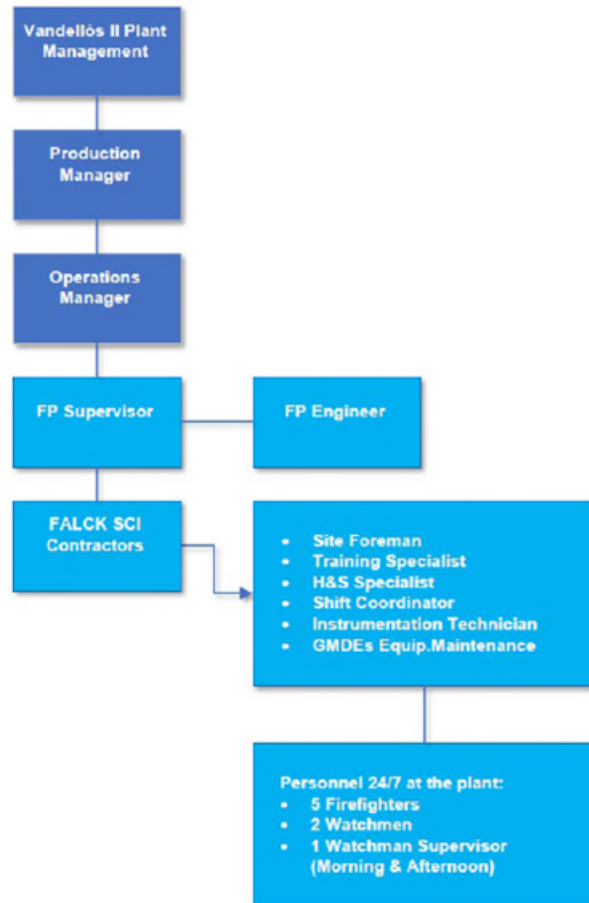 Vandellòs II Plant
Management
Production
Manager
Operations
Manager
FP Supervisor
FP Engineer
FALCK SCI
Contractors
• Site Foreman
• Training Specialist
• H&S Specialist
• Shift Coordinator
• Instrumentation Technician
• GMDEs Equip.Maintenance
Personnel 24/7 at the plant:
• 5 Firefighters
• 2 Watchmen
• 1 Watchman Supervisor
(Morning & Afternoon)